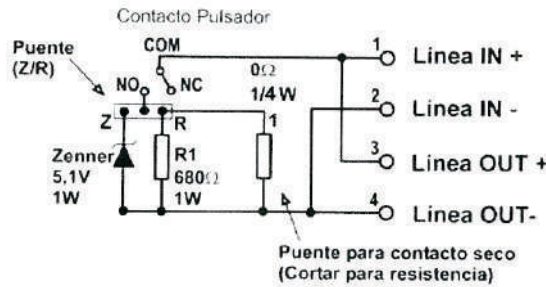 Contacto Pulsador
Puente
(Z/R)
COM
NO
NC
0Ω
1/4 W
Z
R
1
Zenner
5,1V
1W
R1
680Ω
1W
1
Linea IN +
2
Linea IN -
3
Linea OUT +
4
Linea OUT-
Puente para contacto seco
(Cortar para resistencia)